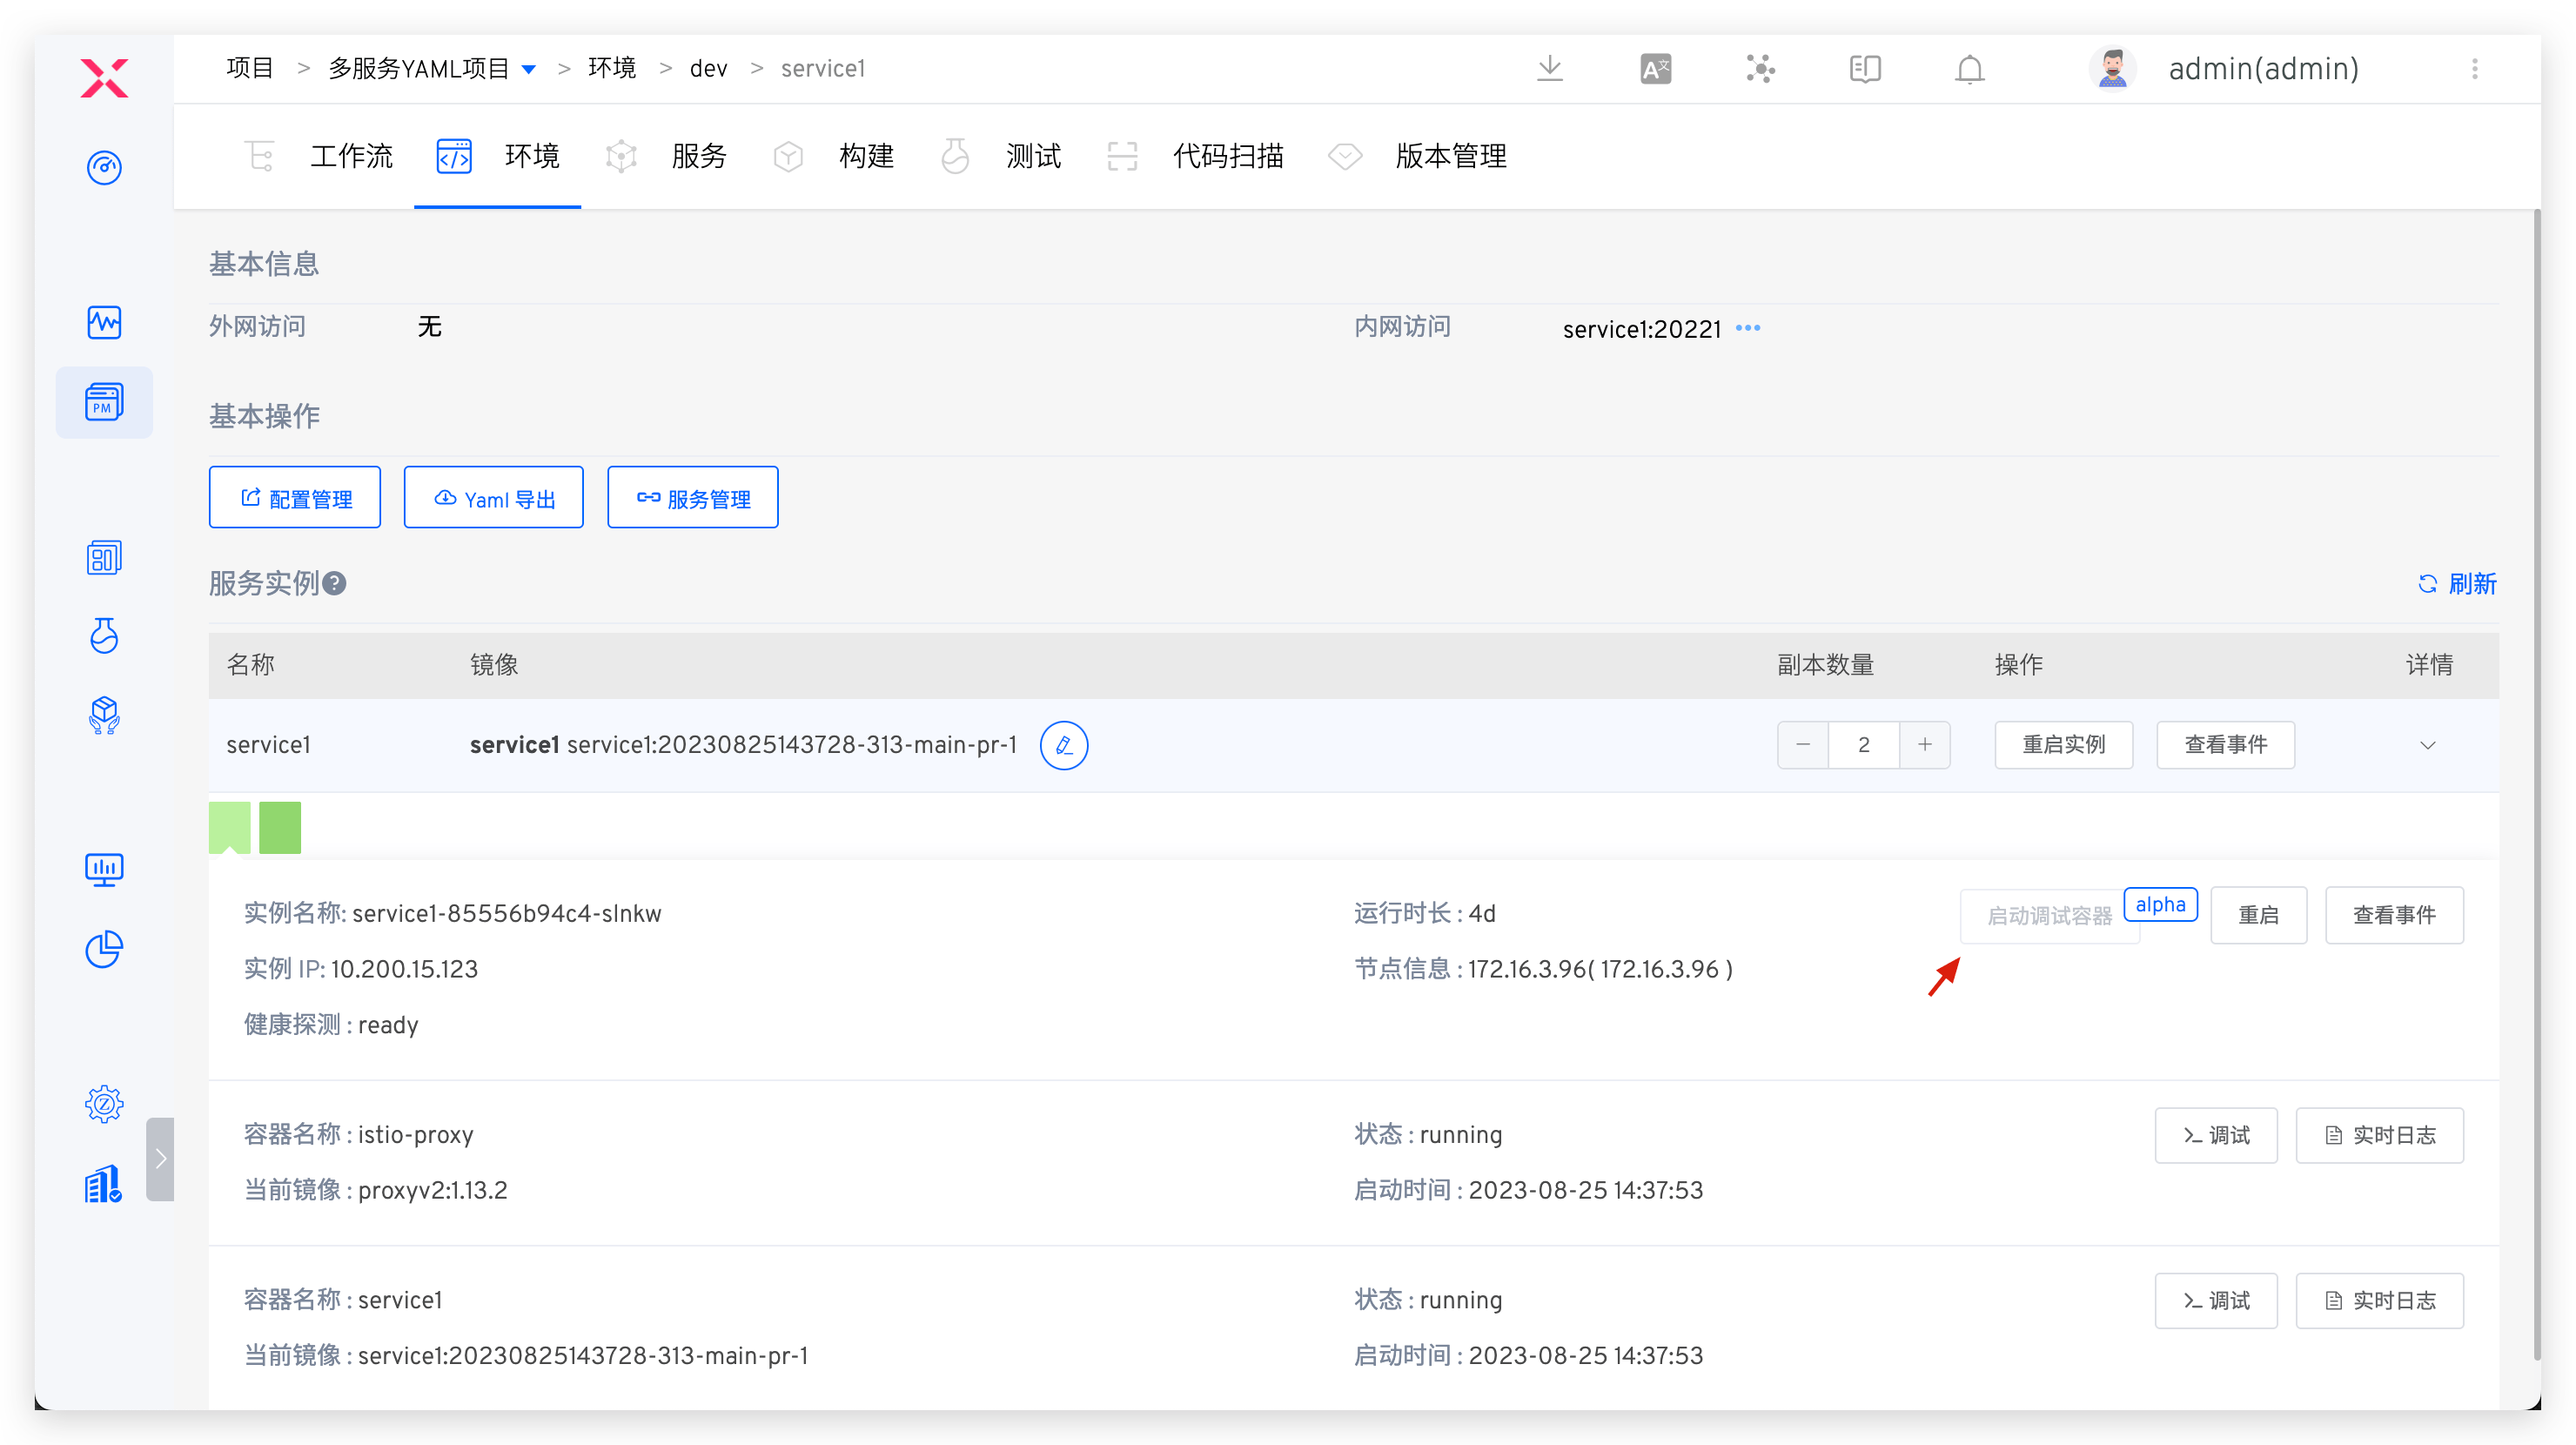 项目 > 多服务YAML项目 > 环境 > dev > service1
A文
admin(admin)
工作流 环境 服务 构建 测试 代码扫描 版本管理
PM
基本信息
外网访问 无 内网访问 service1:20221 •••
基本操作
配置管理 Yaml 导出 服务管理
服务实例? 刷新
名称 镜像 副本数量 操作 详情
service1 service1 service1:20230825143728-313-main-pr-1 − 2 + 重启实例 查看事件
实例名称: service1-85556b94c4-slnkw 运行时长 : 4d 启动调试容器 alpha 重启 查看事件
实例 IP: 10.200.15.123 节点信息 : 172.16.3.96( 172.16.3.96 )
健康探测 : ready
容器名称 : istio-proxy 状态 : running >_ 调试 实时日志
当前镜像 : proxyv2:1.13.2 启动时间 : 2023-08-25 14:37:53
容器名称 : service1 状态 : running >_ 调试 实时日志
当前镜像 : service1:20230825143728-313-main-pr-1 启动时间 : 2023-08-25 14:37:53